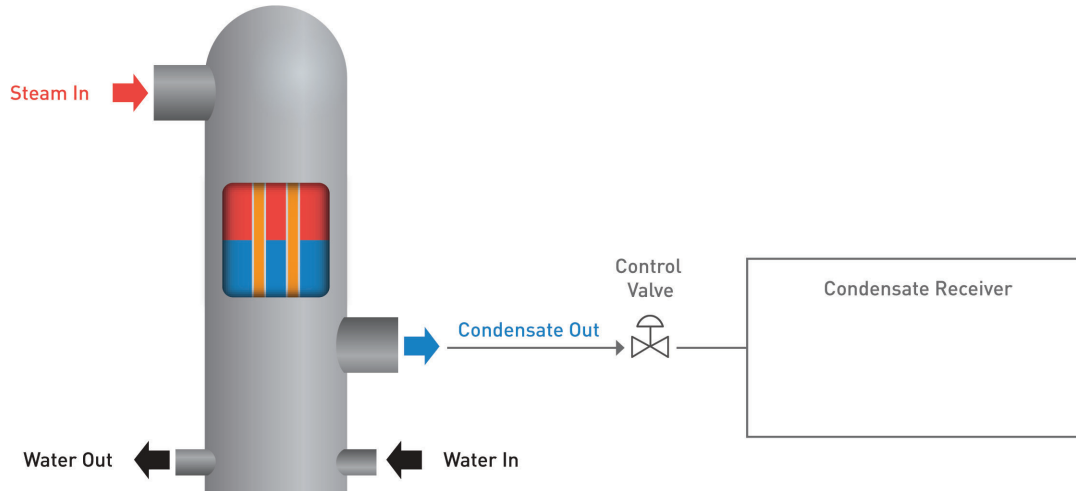 Steam In
Control
Valve
Condensate Receiver
Condensate Out
Water Out
Water In